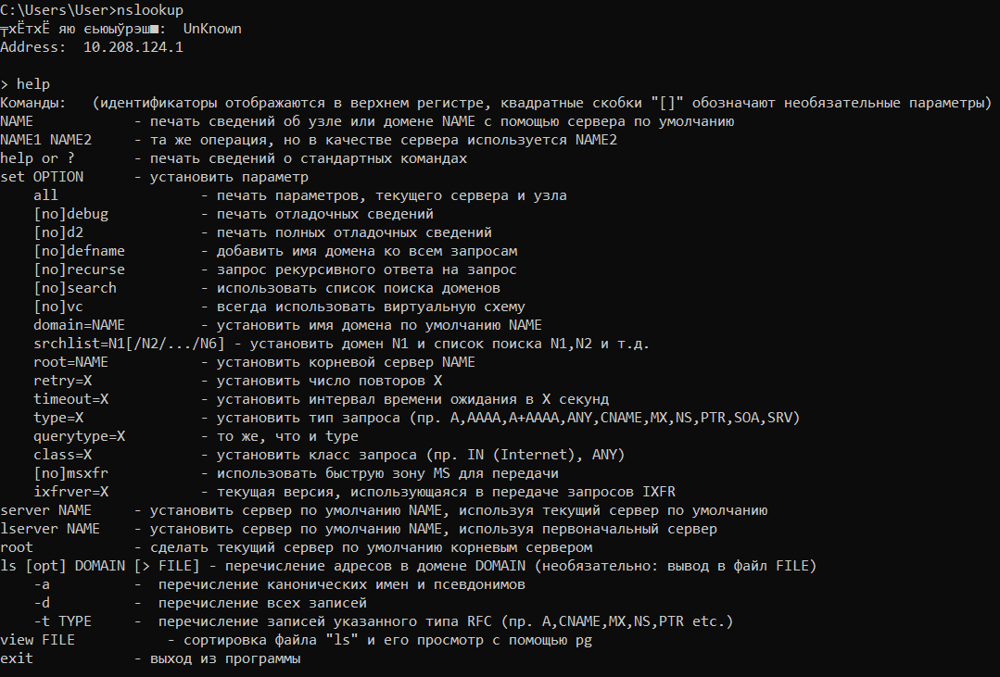 C:\Users\User>nslookup
╤хЁтхЁ яю єьюыўрэш■:  UnKnown
Address:  10.208.124.1

> help
Команды:   (идентификаторы отображаются в верхнем регистре, квадратные скобки "[]" обозначают необязательные параметры)
NAME            - печать сведений об узле или домене NAME с помощью сервера по умолчанию
NAME1 NAME2     - та же операция, но в качестве сервера используется NAME2
help or ?       - печать сведений о стандартных командах
set OPTION      - установить параметр
    all                 - печать параметров, текущего сервера и узла
    [no]debug           - печать отладочных сведений
    [no]d2              - печать полных отладочных сведений
    [no]defname         - добавить имя домена ко всем запросам
    [no]recurse         - запрос рекурсивного ответа на запрос
    [no]search          - использовать список поиска доменов
    [no]vc              - всегда использовать виртуальную схему
    domain=NAME         - установить имя домена по умолчанию NAME
    srchlist=N1[/N2/.../N6] - установить домен N1 и список поиска N1,N2 и т.д.
    root=NAME           - установить корневой сервер NAME
    retry=X             - установить число повторов X
    timeout=X           - установить интервал времени ожидания в X секунд
    type=X              - установить тип запроса (пр. A,AAAA,A+AAAA,ANY,CNAME,MX,NS,PTR,SOA,SRV)
    querytype=X         - то же, что и type
    class=X             - установить класс запроса (пр. IN (Internet), ANY)
    [no]msxfr           - использовать быструю зону MS для передачи
    ixfrver=X           - текущая версия, использующаяся в передаче запросов IXFR
server NAME     - установить сервер по умолчанию NAME, используя текущий сервер по умолчанию
lserver NAME    - установить сервер по умолчанию NAME, используя первоначальный сервер
root            - сделать текущий сервер по умолчанию корневым сервером
ls [opt] DOMAIN [> FILE] - перечисление адресов в домене DOMAIN (необязательно: вывод в файл FILE)
    -a          -  перечисление канонических имен и псевдонимов
    -d          -  перечисление всех записей
    -t TYPE     -  перечисление записей указанного типа RFC (пр. A,CNAME,MX,NS,PTR etc.)
view FILE           - сортировка файла "ls" и его просмотр с помощью pg
exit            - выход из программы